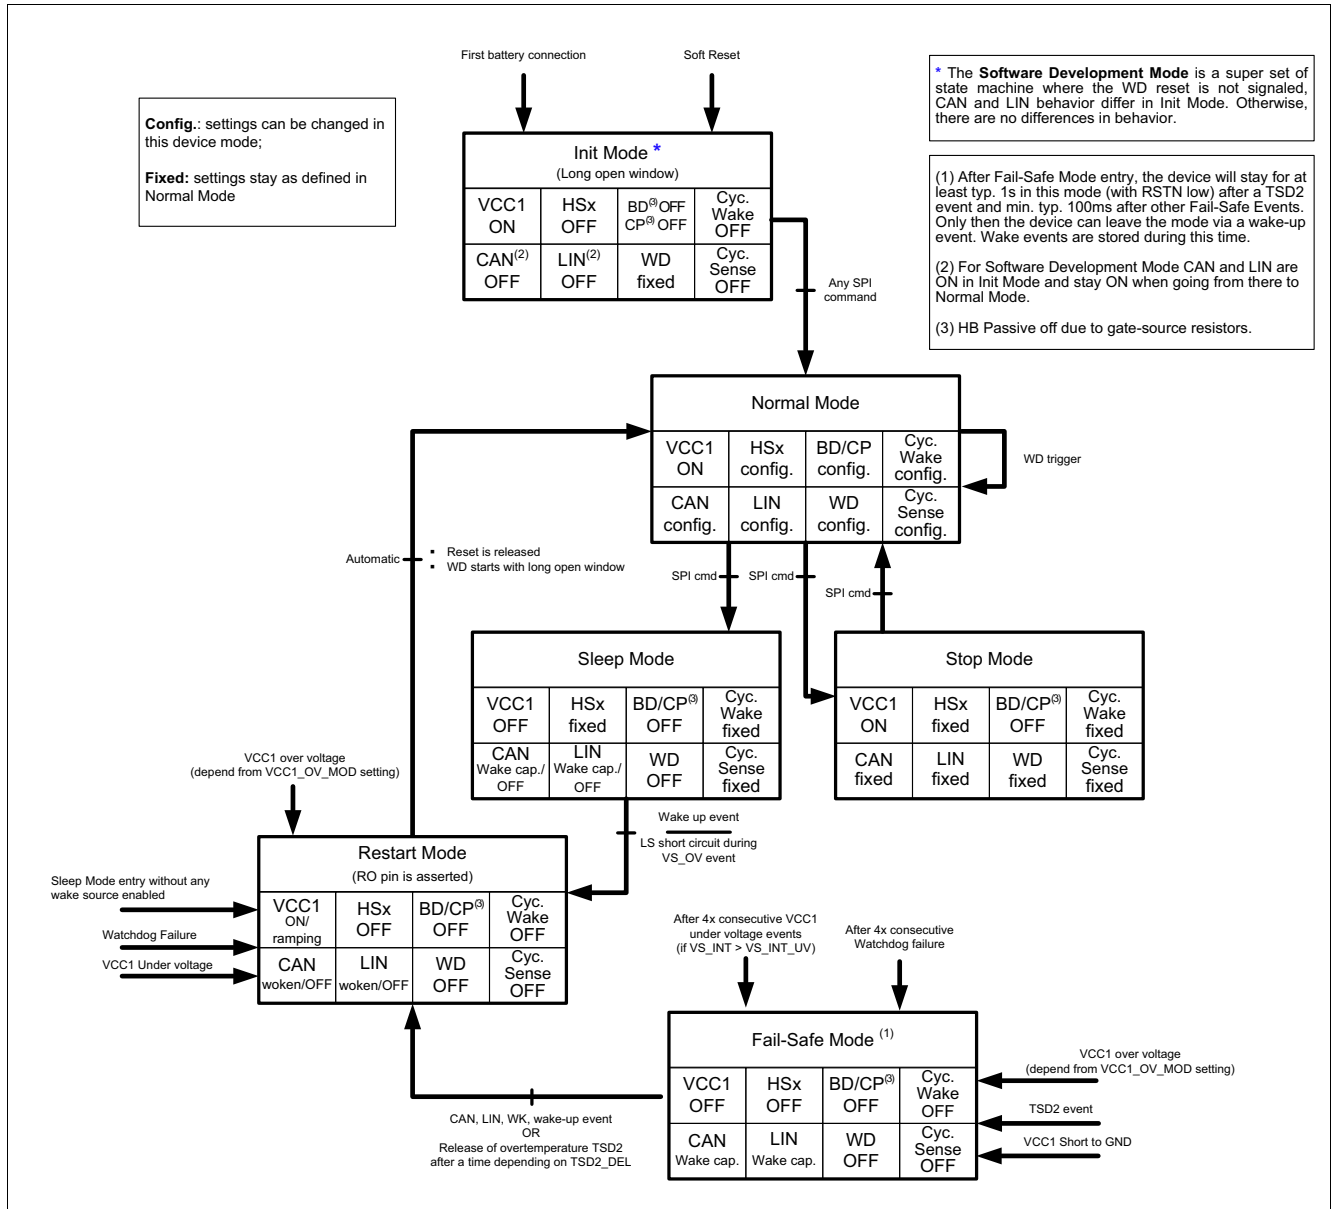 First battery connection
Soft Reset
Config.: settings can be changed in
this device mode;
Fixed: settings stay as defined in
Normal Mode
* The Software Development Mode is a super set of
state machine where the WD reset is not signaled,
CAN and LIN behavior differ in Init Mode. Otherwise,
there are no differences in behavior.
(1) After Fail-Safe Mode entry, the device will stay for at
least typ. 1s in this mode (with RSTN low) after a TSD2
event and min. typ. 100ms after other Fail-Safe Events.
Only then the device can leave the mode via a wake-up
event. Wake events are stored during this time.
(2) For Software Development Mode CAN and LIN are
ON in Init Mode and stay ON when going from there to
Normal Mode.
(3) HB Passive off due to gate-source resistors.
Init Mode *
(Long open window)
VCC1
ON
HSx
OFF
BD(3) OFF
CP(3) OFF
Cyc.
Wake
OFF
CAN(2)
OFF
LIN(2)
OFF
WD
fixed
Cyc.
Sense
OFF
Any SPI
command
Normal Mode
VCC1
ON
HSx
config.
BD/CP
config.
Cyc.
Wake
config.
CAN
config.
LIN
config.
WD
config.
Cyc.
Sense
config.
WD trigger
Automatic
▪ Reset is released
▪ WD starts with long open window
SPI cmd
SPI cmd
SPI cmd
Sleep Mode
VCC1
OFF
HSx
fixed
BD/CP(3)
OFF
Cyc.
Wake
fixed
CAN
Wake cap./
OFF
LIN
Wake cap./
OFF
WD
OFF
Cyc.
Sense
fixed
Stop Mode
VCC1
ON
HSx
fixed
BD/CP(3)
OFF
Cyc.
Wake
fixed
CAN
fixed
LIN
fixed
WD
fixed
Cyc.
Sense
fixed
VCC1 over voltage
(depend from VCC1_OV_MOD setting)
Wake up event
LS short circuit during
VS_OV event
Sleep Mode entry without any
wake source enabled
Watchdog Failure
VCC1 Under voltage
Restart Mode
(RO pin is asserted)
VCC1
ON/
ramping
HSx
OFF
BD/CP(3)
OFF
Cyc.
Wake
OFF
CAN
woken/OFF
LIN
woken/OFF
WD
OFF
Cyc.
Sense
OFF
After 4x consecutive VCC1
under voltage events
(if VS_INT > VS_INT_UV)
After 4x consecutive
Watchdog failure
Fail-Safe Mode (1)
VCC1
OFF
HSx
OFF
BD/CP(3)
OFF
Cyc.
Wake
OFF
CAN
Wake cap.
LIN
Wake cap.
WD
OFF
Cyc.
Sense
OFF
VCC1 over voltage
(depend from VCC1_OV_MOD setting)
TSD2 event
VCC1 Short to GND
CAN, LIN, WK, wake-up event
OR
Release of overtemperature TSD2
after a time depending on TSD2_DEL